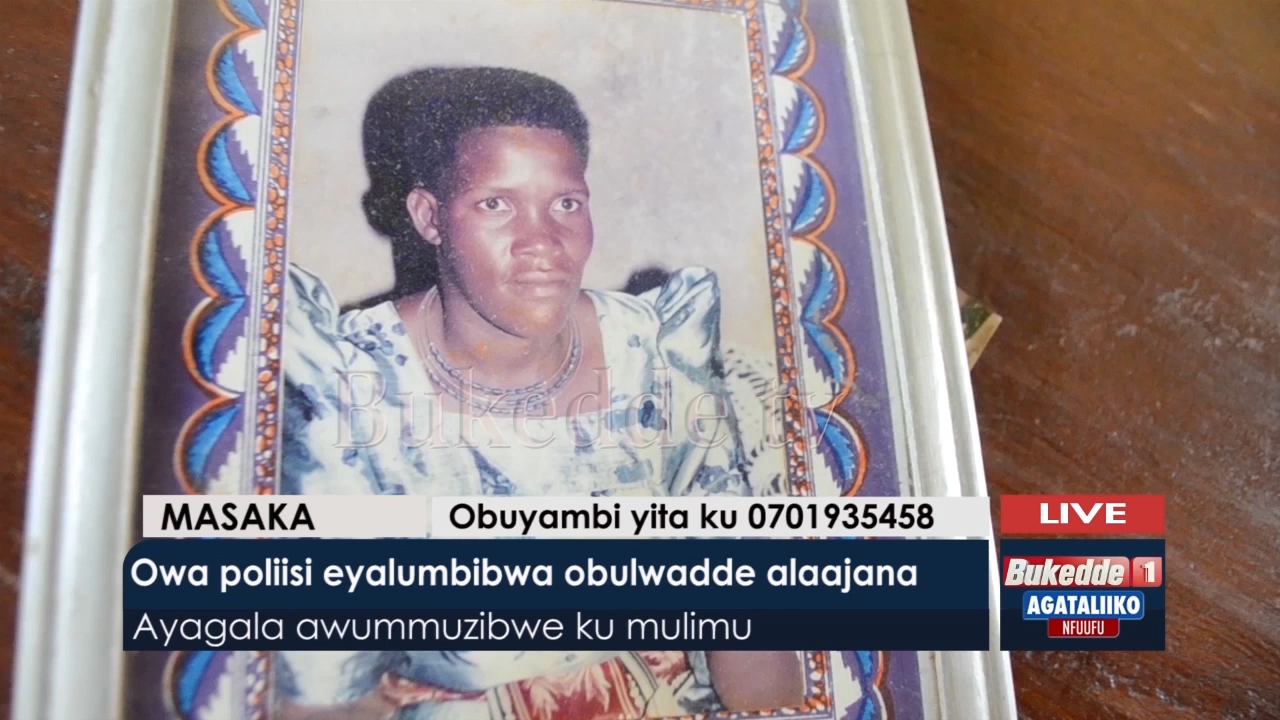 Bukedde tv
MASAKA
Obuyambi yita ku 0701935458
LIVE
Owa poliisi eyalumbibwa obulwadde alaajana
Ayagala awummuzibwe ku mulimu
Bukedde 1
AGATALIIKO
NFUUFU